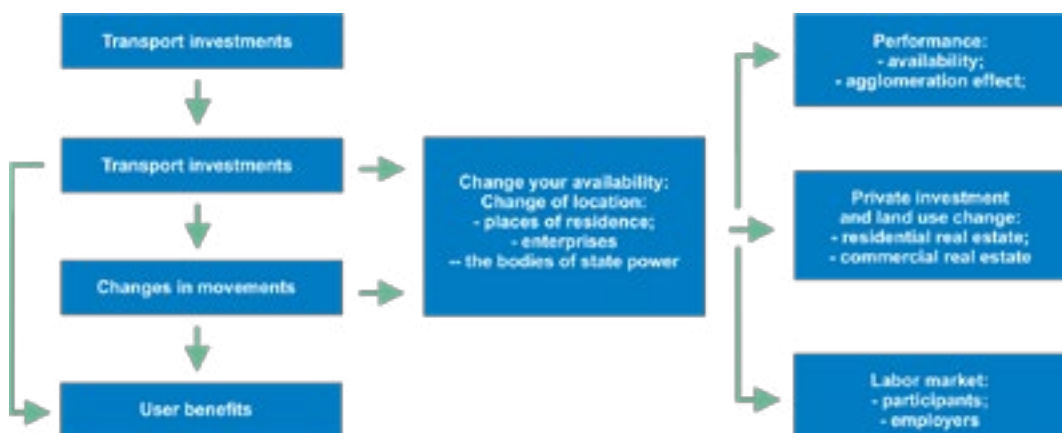 Transport investments
Transport investments
Changes in movements
User benefits
Change your availability:
Change of location:
- places of residence;
- enterprises
-- the bodies of state power
Performance:
- availability;
- agglomeration effect;
Private investment
and land use change:
- residential real estate;
- commercial real estate
Labor market:
- participants;
- employers